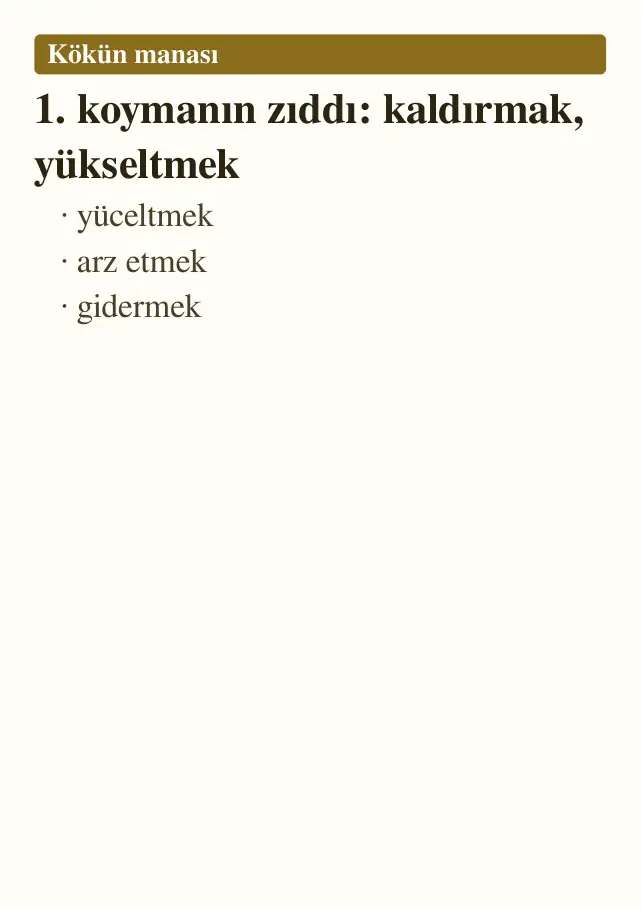 Kökün manası
1. koymanın zıddı: kaldırmak,
yükseltmek
· yüceltmek
· arz etmek
· gidermek